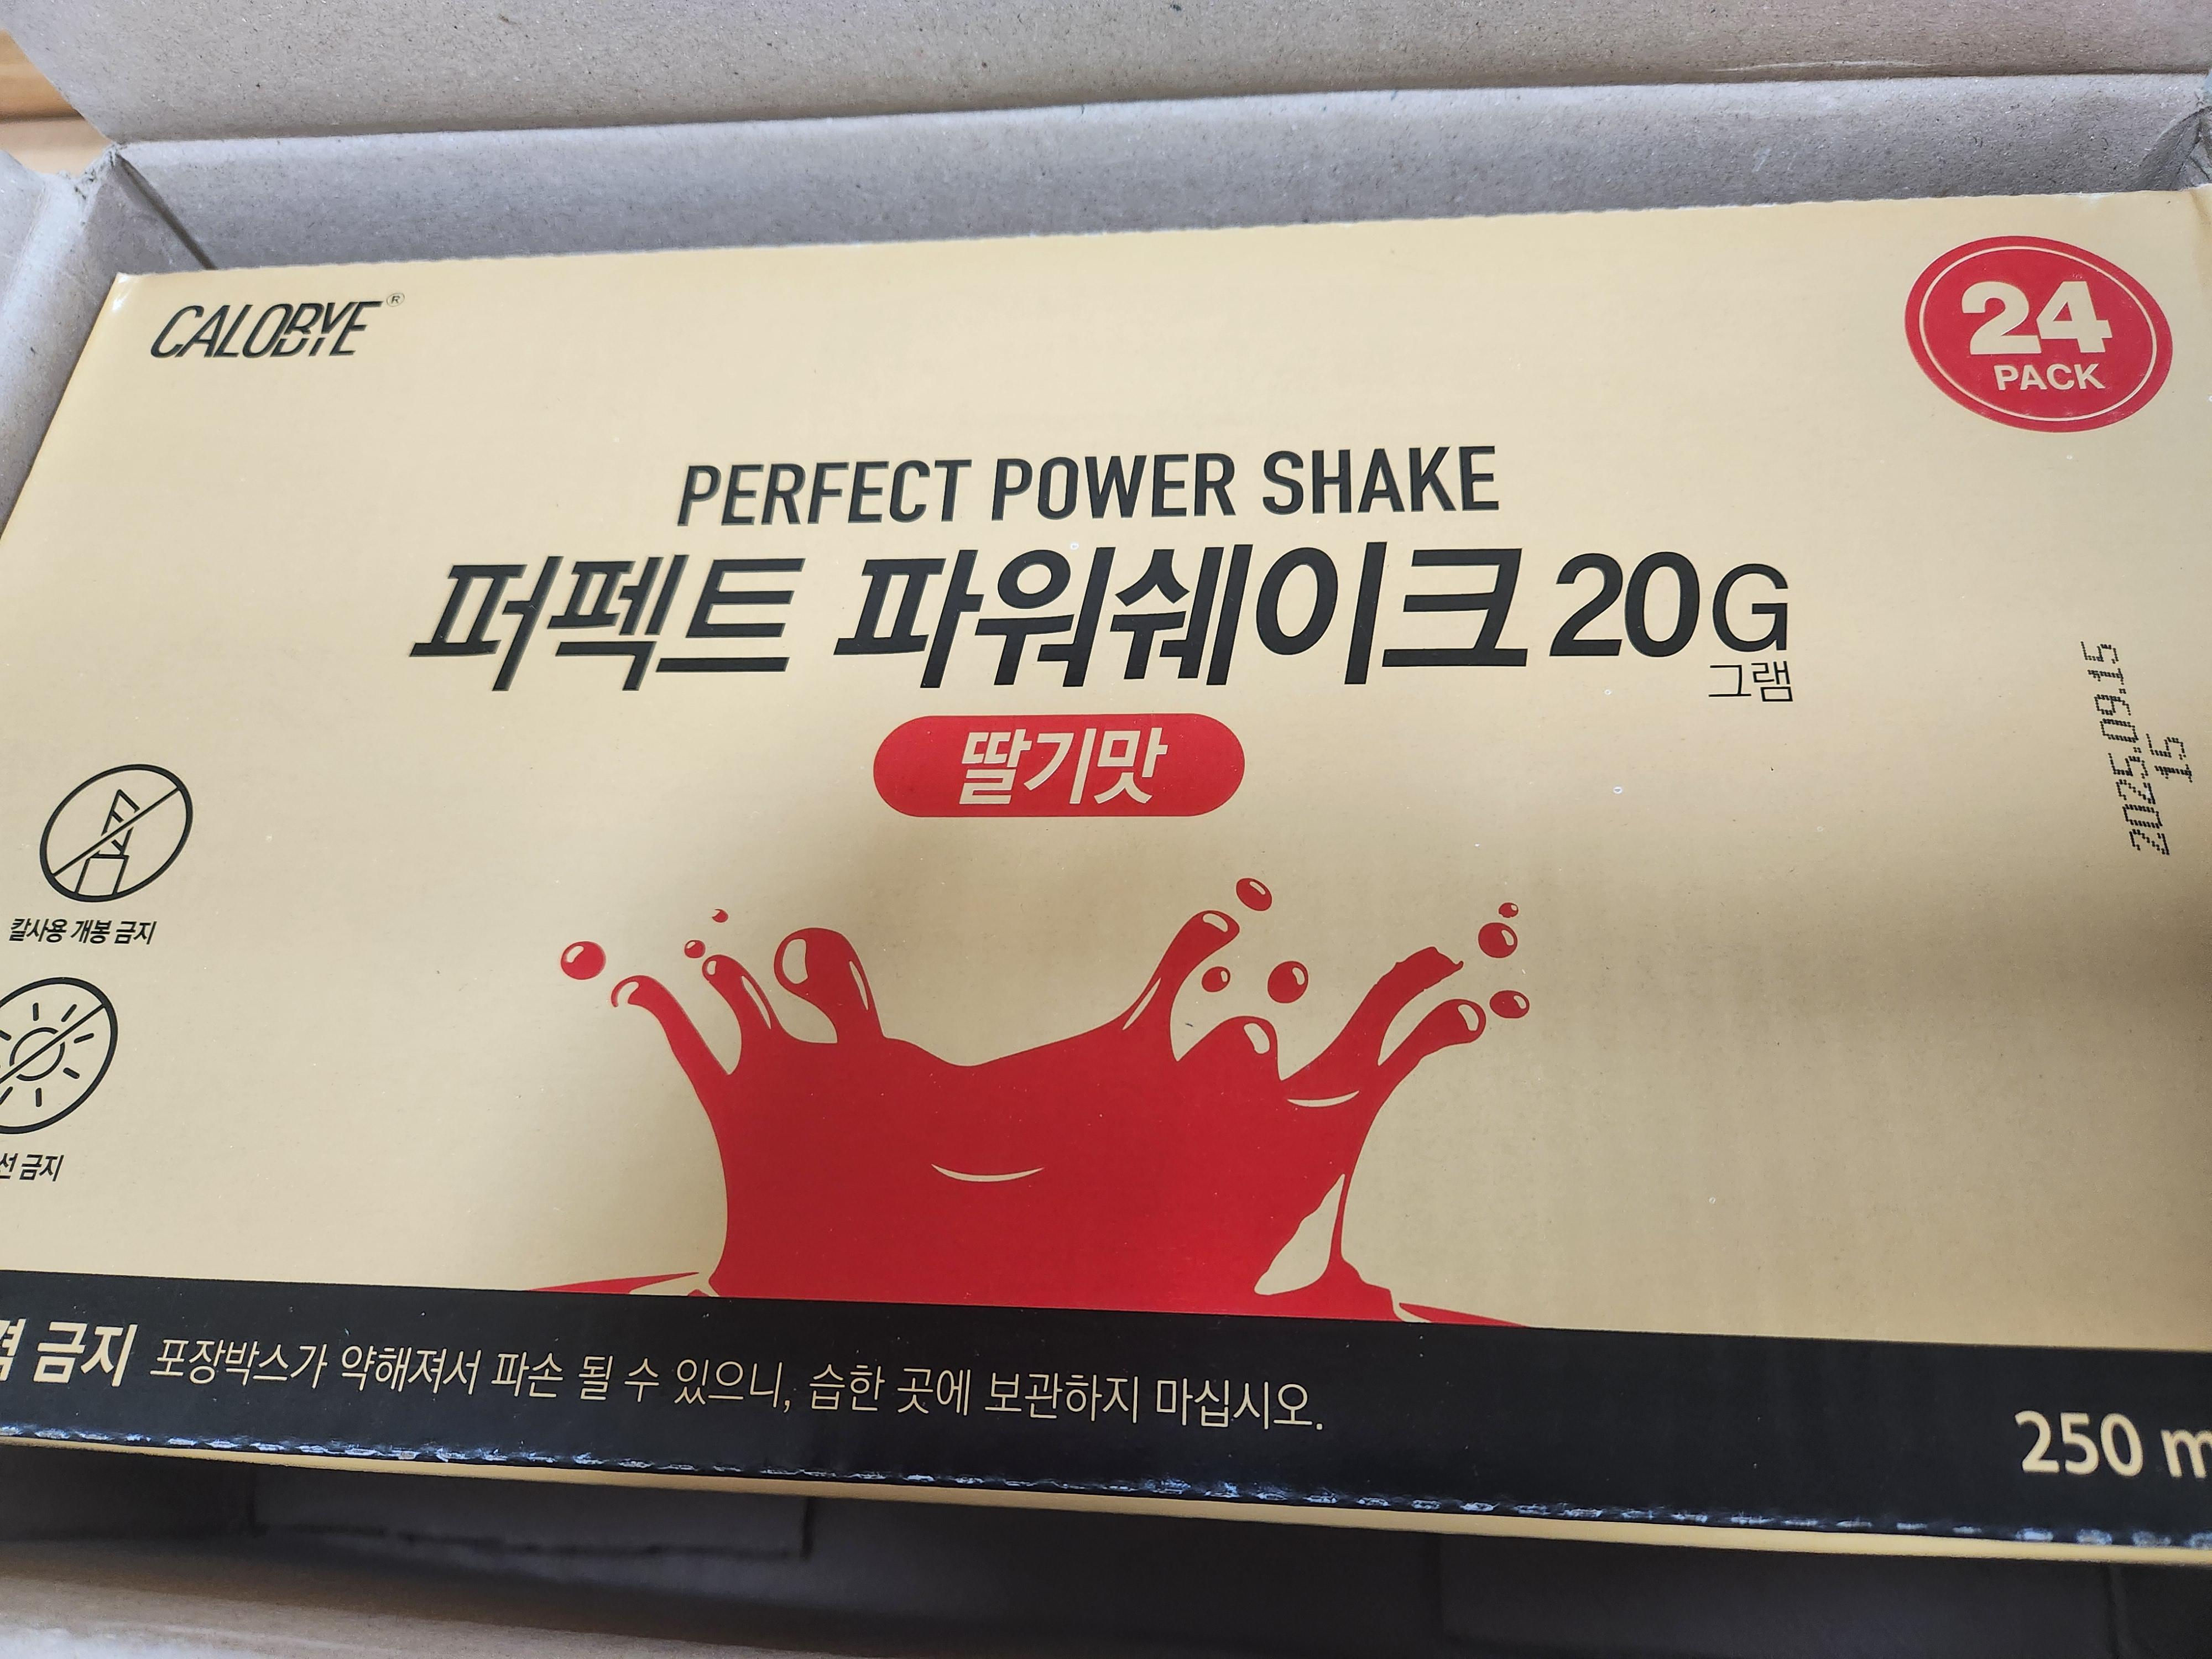 CALOBYE®
24
PACK
PERFECT POWER SHAKE
퍼펙트 파워쉐이크 20G
그램
딸기맛
2025.09.15
15
칼사용 개봉 금지
금지
금지 포장박스가 약해져서 파손 될 수 있으니, 습한 곳에 보관하지 마십시오.
250